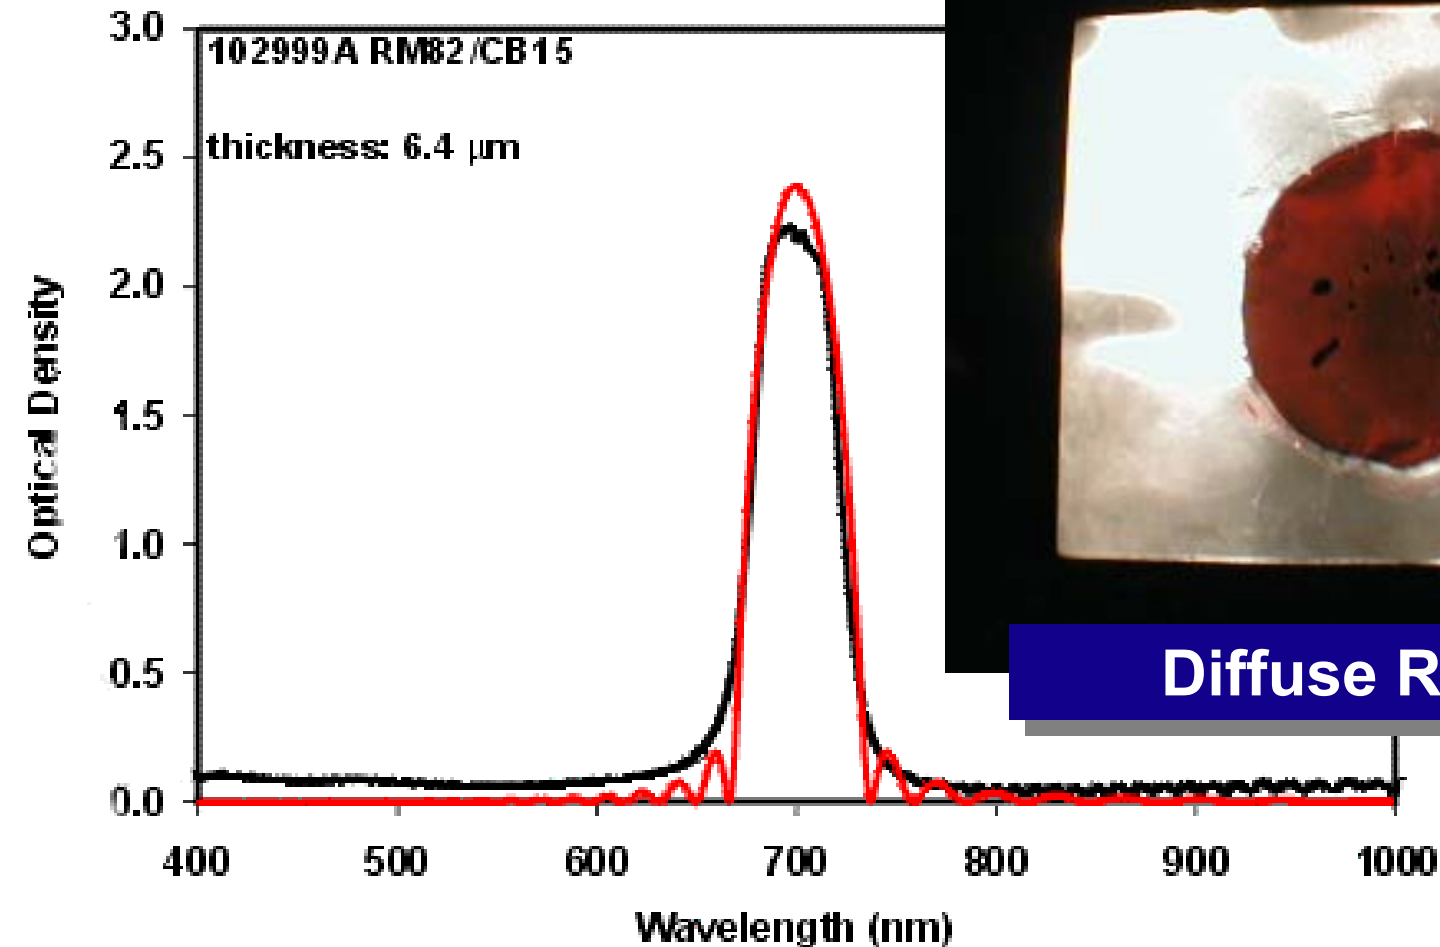 3.0
102999A RM82/CB15
thickness: 6.4 μm
2.5
2.0
1.5
1.0
0.5
0.0
Optical Density
400 500 600 700 800 900 1000
Wavelength (nm)
Diffuse R